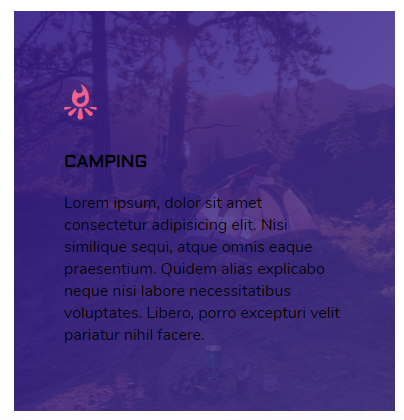 CAMPING
Lorem ipsum, dolor sit amet
consectetur adipisicing elit. Nisi
similique sequi, atque omnis eaque
praesentium. Quidem alias explicabo
neque nisi labore necessitatibus
voluptates. Libero, porro excepturi velit
pariatur nihil facere.